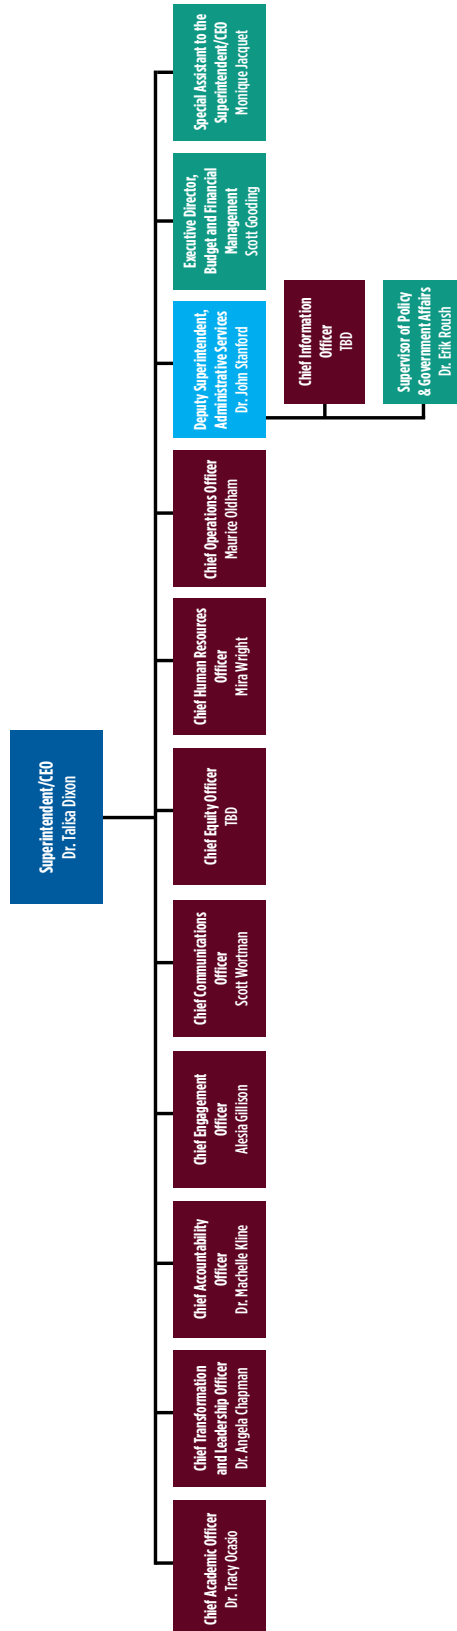 Superintendent/CEO
Dr. Talisa Dixon
Chief Academic Officer
Dr. Tracy Ocasio
Chief Transformation
and Leadership Officer
Dr. Angela Chapman
Chief Accountability
Officer
Dr. Machelle Kline
Chief Engagement
Officer
Alesia Gillison
Chief Communications
Officer
Scott Wortman
Chief Equity Officer
TBD
Chief Human Resources
Officer
Mira Wright
Chief Operations Officer
Maurice Oldham
Deputy Superintendent,
Administrative Services
Dr. John Stanford
Executive Director,
Budget and Financial
Management
Scott Gooding
Special Assistant to the
Superintendent/CEO
Monique Jacquet
Chief Information
Officer
TBD
Supervisor of Policy
& Government Affairs
Dr. Erik Roush